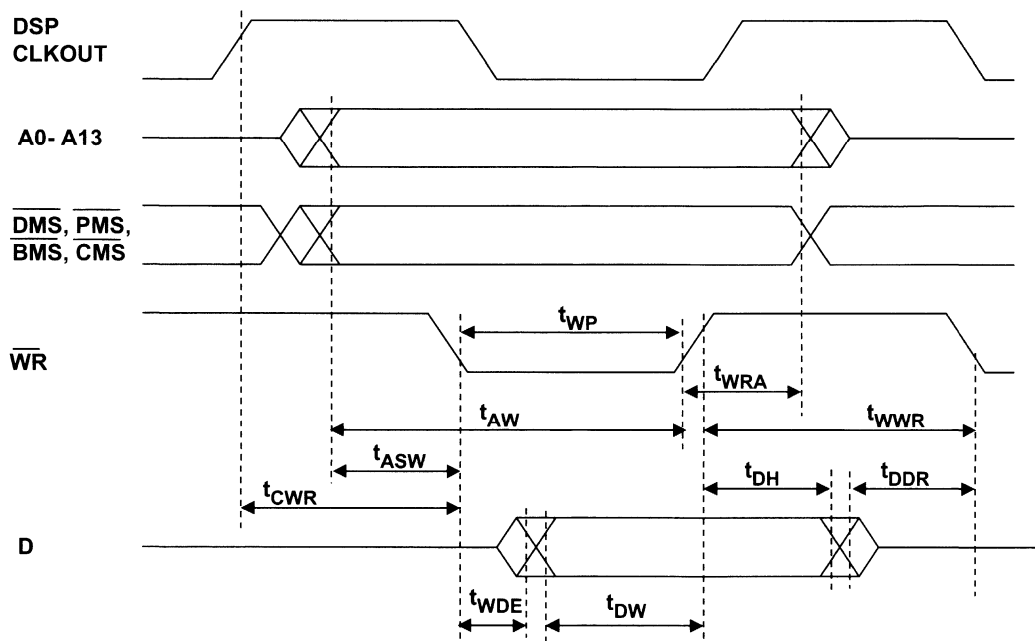 DSP
CLKOUT
A0- A13
DMS, PMS,
BMS, CMS
WR
tWP
tWRA
tAW
tWWR
tASW
tDH
tDDR
tCWR
D
tWDE
tDW